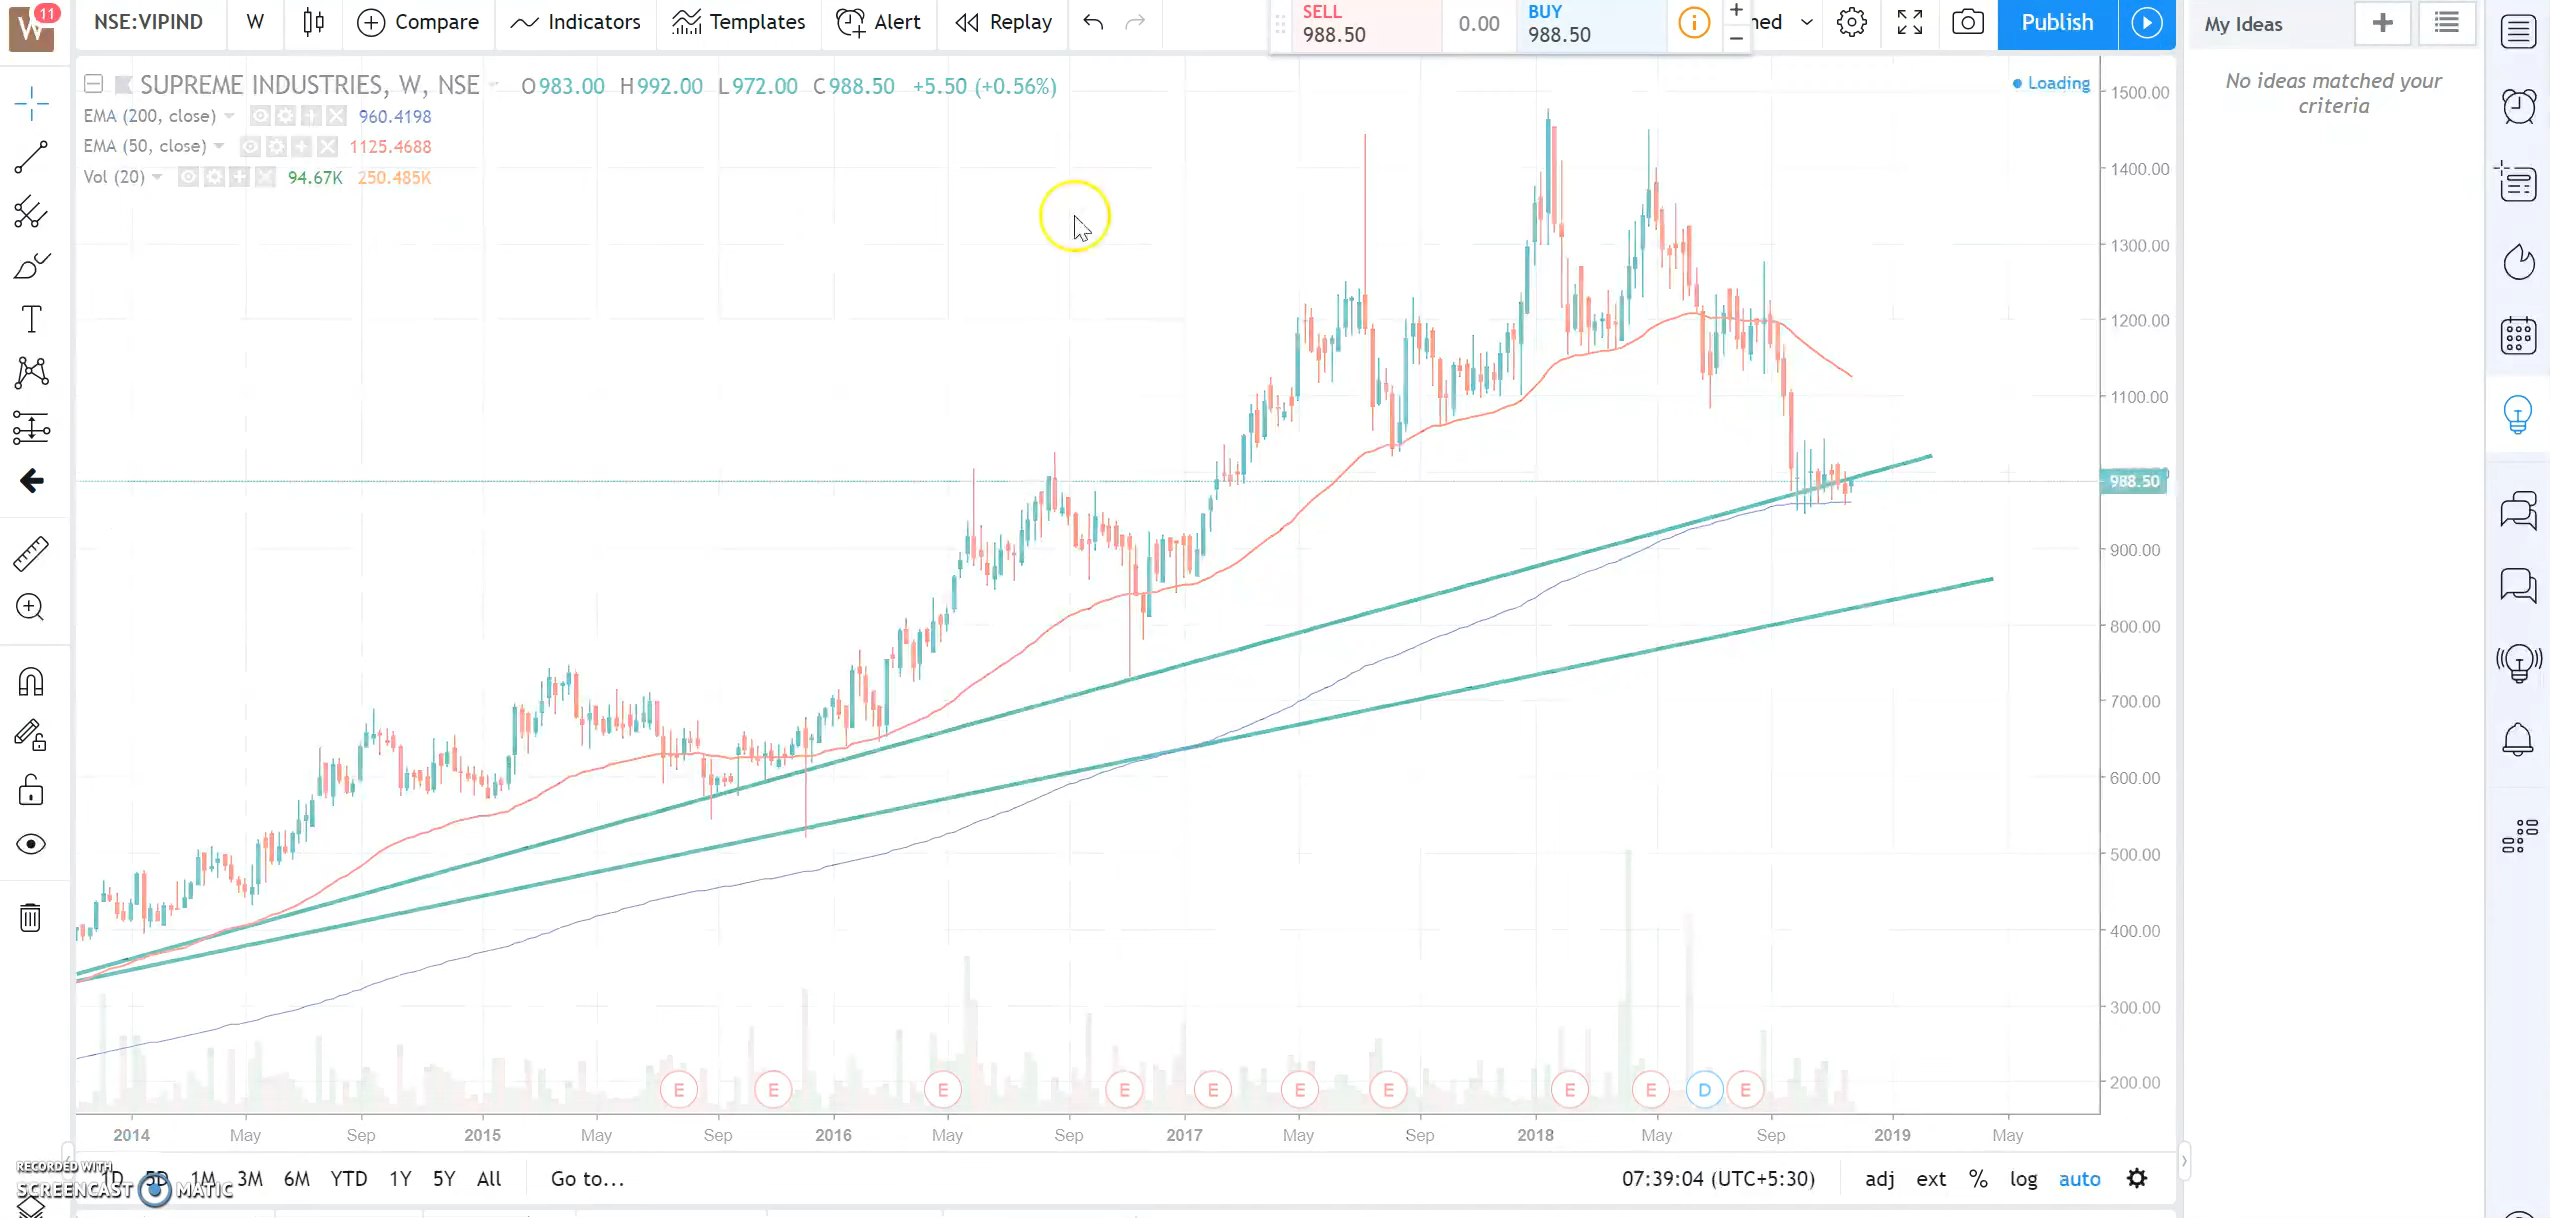 11
W
NSE:VIPIND W Compare Indicators Templates Alert Replay
SELL
988.50
0.00
BUY
988.50
ned
Publish
My Ideas
No ideas matched your
criteria
SUPREME INDUSTRIES, W, NSE O983.00 H992.00 L972.00 C988.50 +5.50 (+0.56%)
Loading
EMA (200, close) 960.4198
EMA (50, close) 1125.4688
Vol (20) 94.67K 250.485K
1500.00
1400.00
1300.00
1200.00
1100.00
988.50
900.00
800.00
700.00
600.00
500.00
400.00
300.00
200.00
E E E E E E E E E D E
2014 May Sep 2015 May Sep 2016 May Sep 2017 May Sep 2018 May Sep 2019 May
1D 5D 1M 3M 6M YTD 1Y 5Y All Go to... 07:39:04 (UTC+5:30) adj ext % log auto
RECORDED WITH
SCREENCAST MATIC